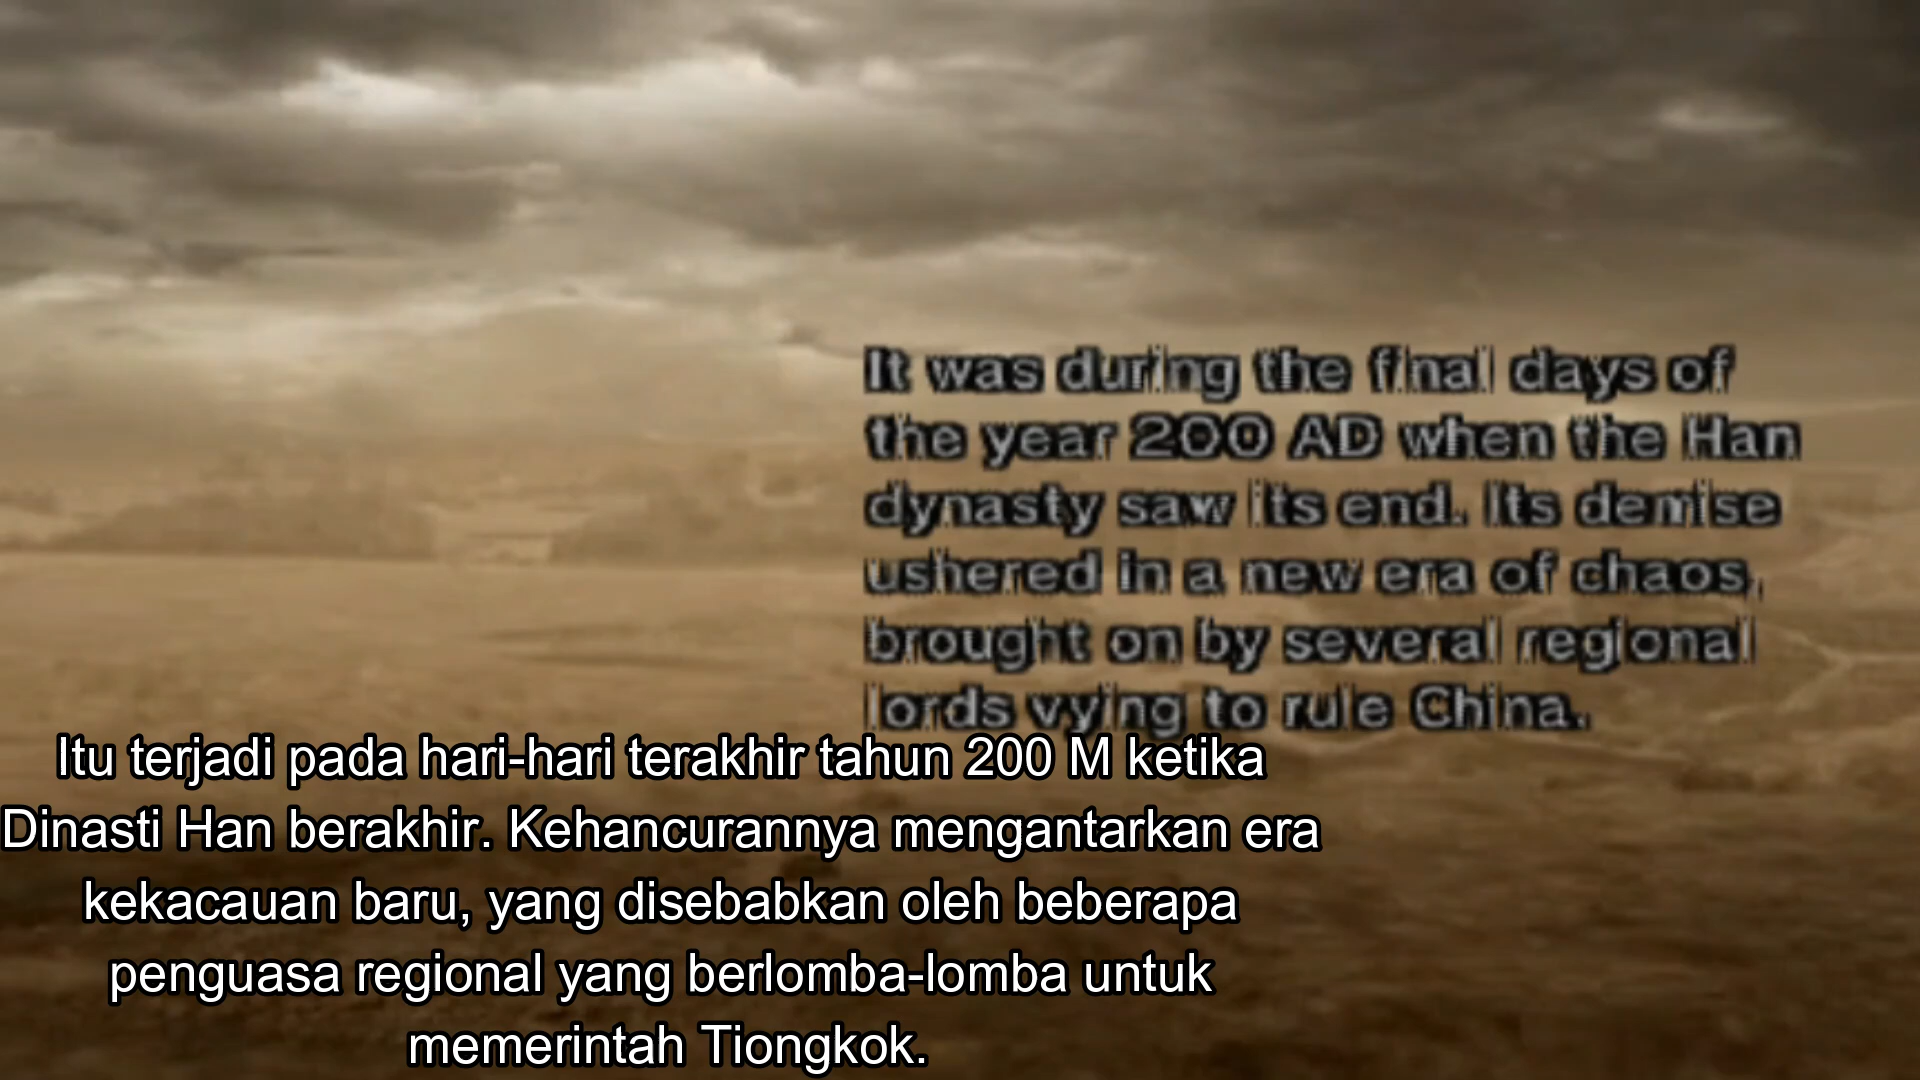 It was during the final days of
the year 200 AD when the Han
dynasty saw its end. Its demise
ushered in a new era of chaos,
brought on by several regional
lords vying to rule China.
Itu terjadi pada hari-hari terakhir tahun 200 M ketika
Dinasti Han berakhir. Kehancurannya mengantarkan era
kekacauan baru, yang disebabkan oleh beberapa
penguasa regional yang berlomba-lomba untuk
memerintah Tiongkok.